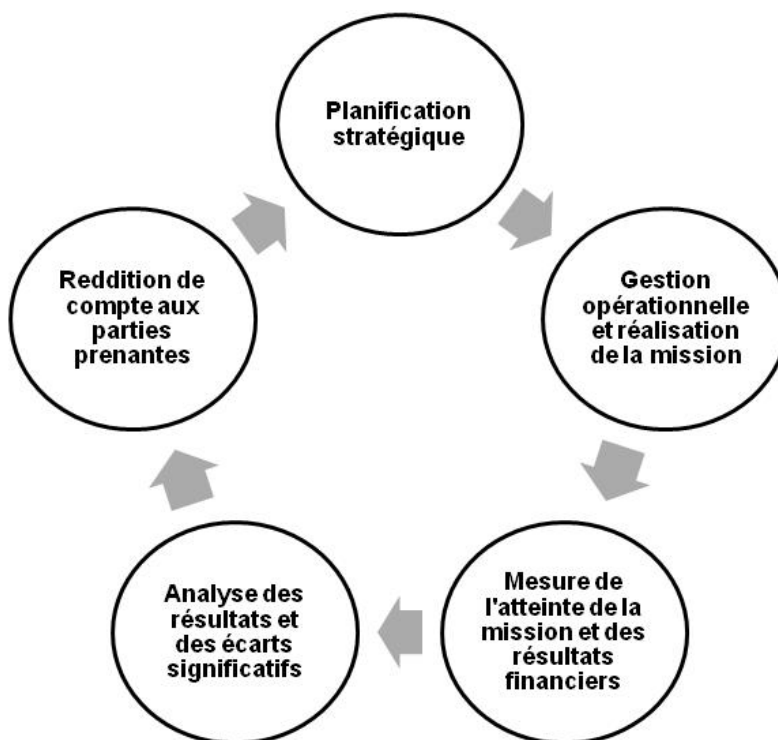 Planification
stratégique
Gestion
opérationnelle
et réalisation
de la mission
Mesure de
l'atteinte de la
mission et des
résultats
financiers
Analyse des
résultats et
des écarts
significatifs
Reddition de
compte aux
parties
prenantes